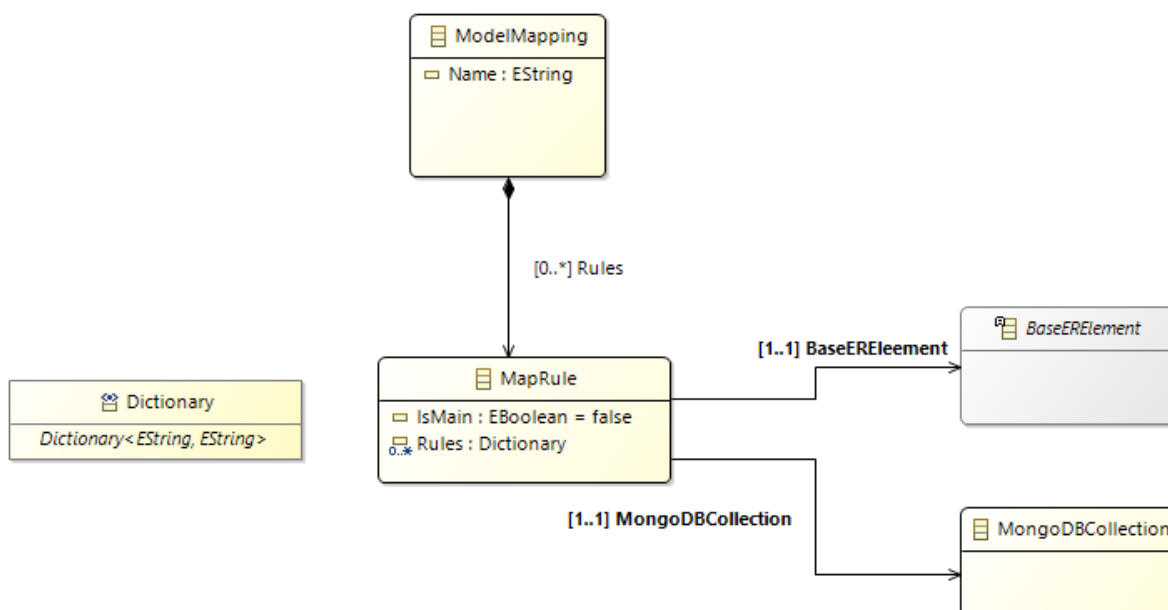 ModelMapping
Name : EString
[0..*] Rules
BaseERElement
[1..1] BaseEREleement
MapRule
IsMain : EBoolean = false
0..* Rules : Dictionary
Dictionary
Dictionary<EString, EString>
[1..1] MongoDBCollection
MongoDBCollection